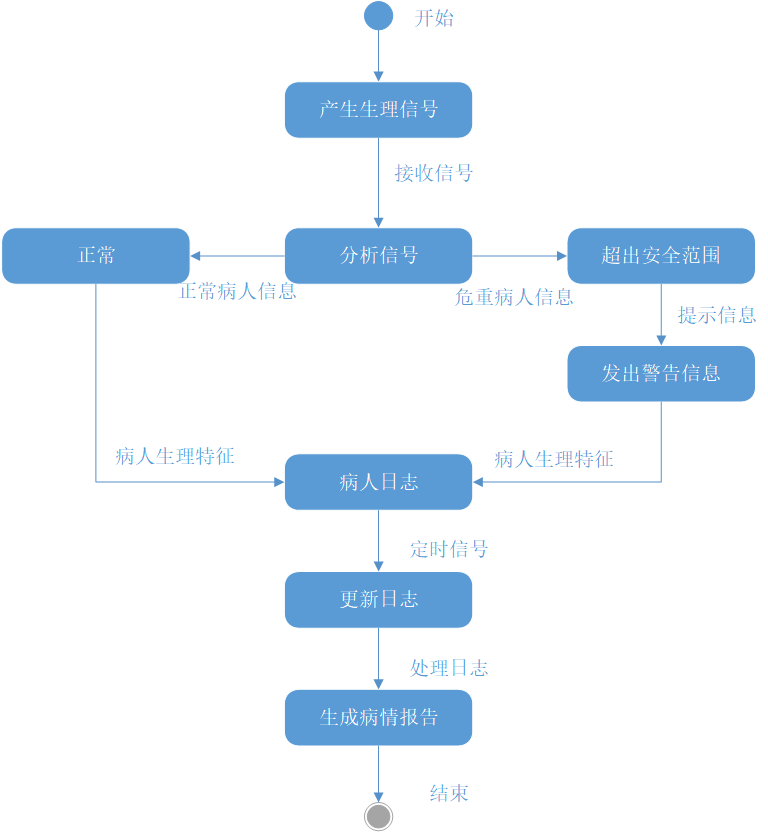 开始
产生生理信号
接收信号
正常
分析信号
超出安全范围
正常病人信息
危重病人信息
提示信息
发出警告信息
病人生理特征
病人生理特征
病人日志
定时信号
更新日志
处理日志
生成病情报告
结束